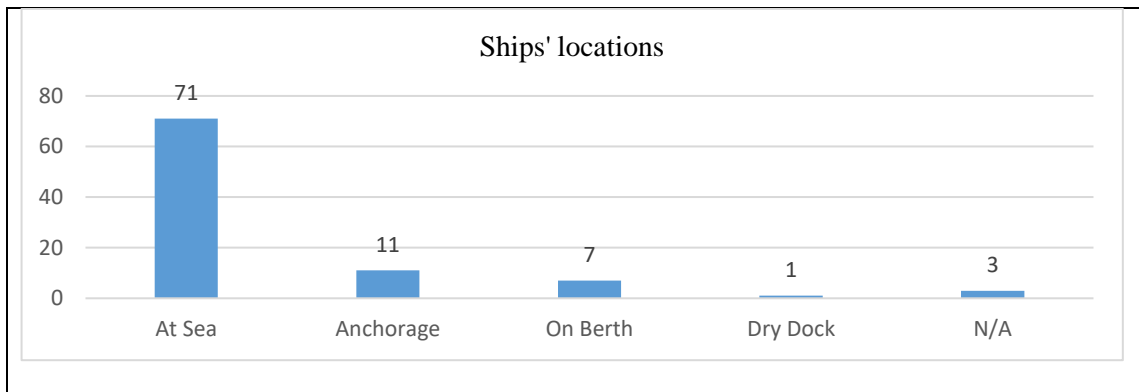 Ships' locations
80
60
40
20
0
71
11
7
1
3
At Sea
Anchorage
On Berth
Dry Dock
N/A